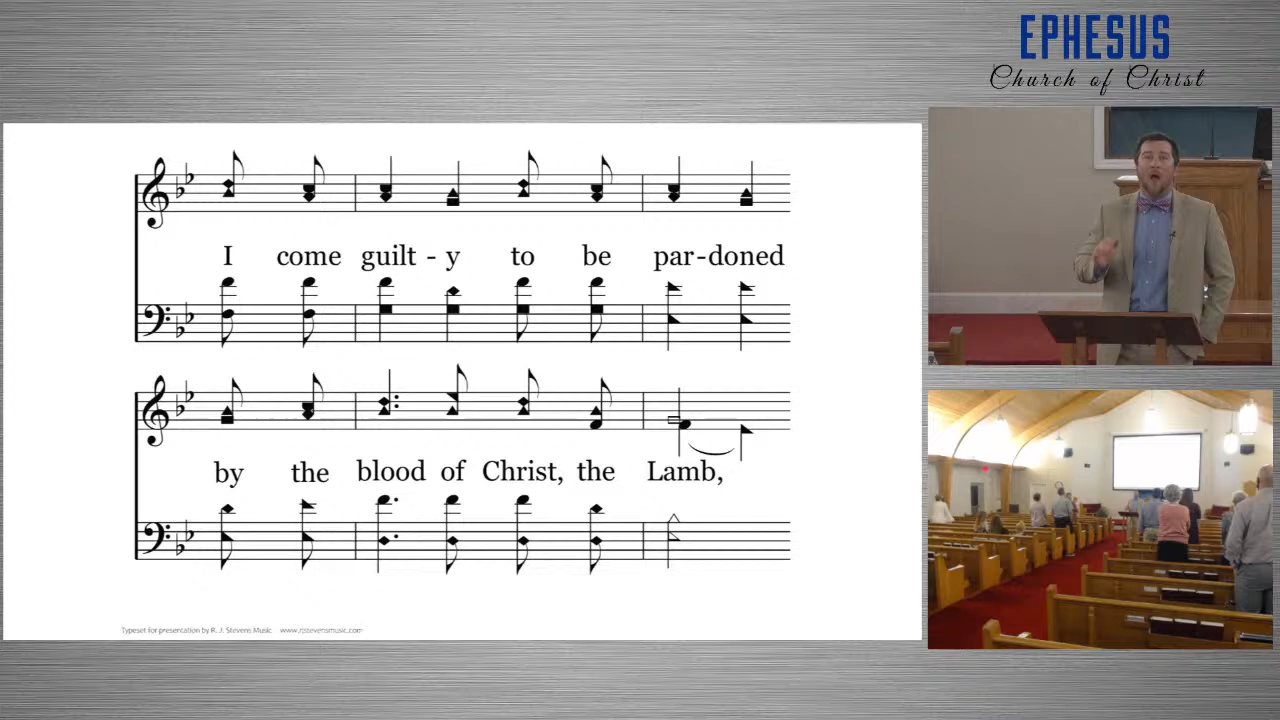 EPHESUS
Church of Christ
I come guilt - y to be par-doned
by the blood of Christ, the Lamb,
Typeset for presentation by R. J. Stevens Music www.rjstevensmusic.com